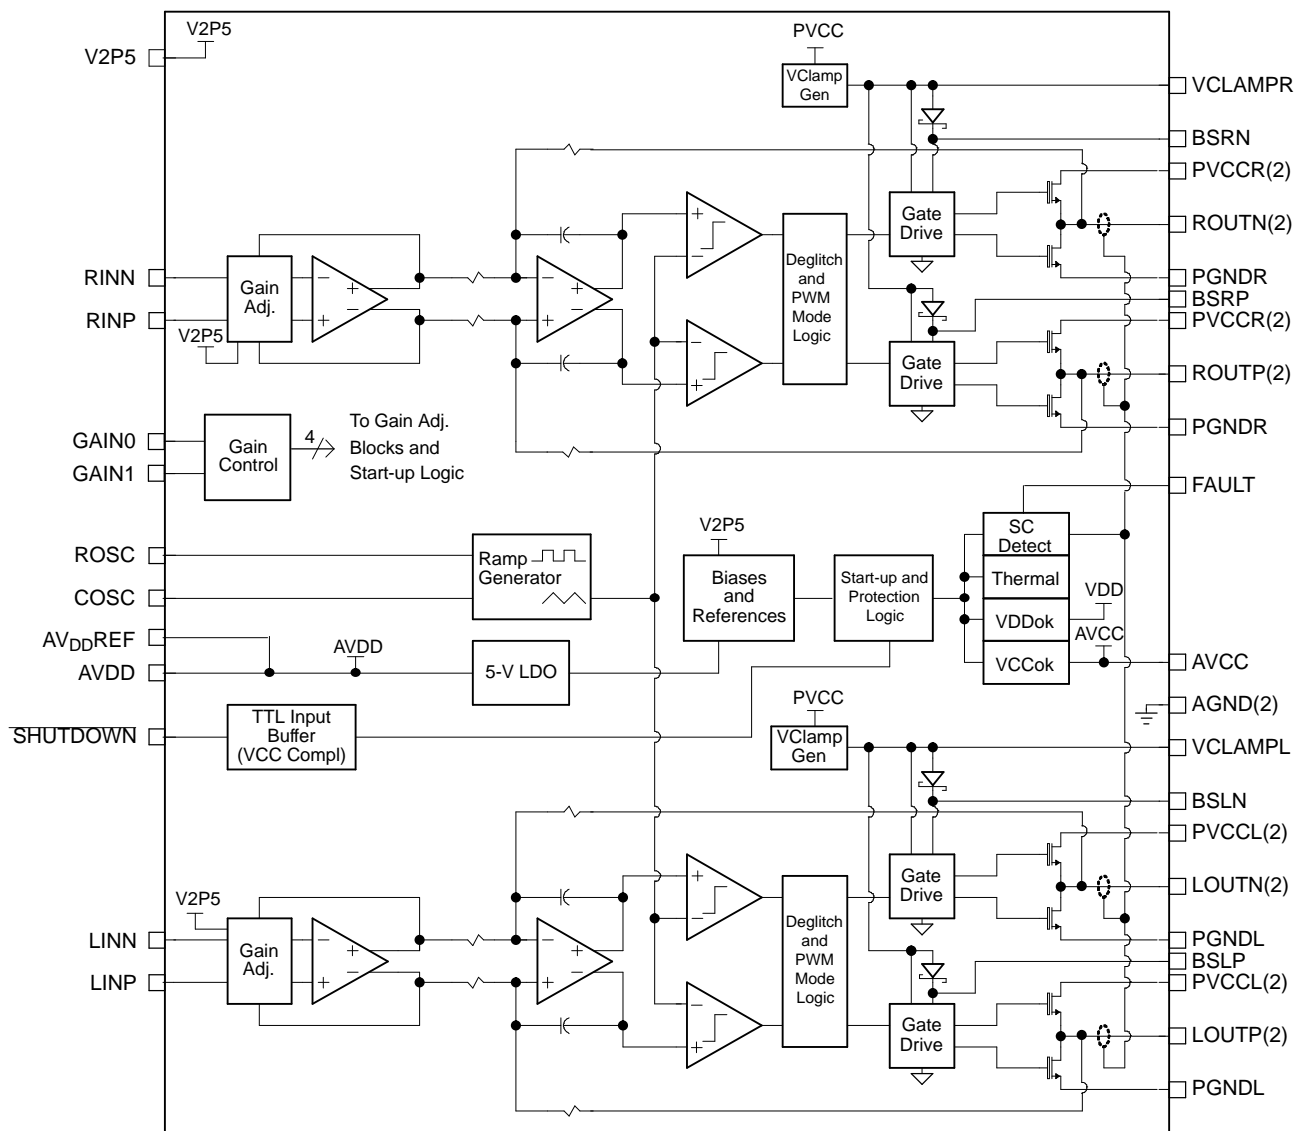 V2P5
V2P5
PVCC
VClamp
Gen
VCLAMPR
BSRN
PVCCR(2)
Gate
Drive
ROUTN(2)
Deglitch
and
PWM
Mode
Logic
RINN
Gain
Adj.
RINP
V2P5
PGNDR
BSRP
PVCCR(2)
Gate
Drive
ROUTP(2)
PGNDR
GAIN0
GAIN1
Gain
Control
4
To Gain Adj.
Blocks and
Start-up Logic
FAULT
ROSC
COSC
Ramp
Generator
V2P5
Biases
and
References
Start-up and
Protection
Logic
SC
Detect
Thermal
VDDok
VCCok
VDD
AVCC
AVCC
AVDDREF
AVDD
AVDD
5-V LDO
AGND(2)
SHUTDOWN
TTL Input
Buffer
(VCC Compl)
PVCC
VClamp
Gen
VCLAMPL
BSLN
PVCCL(2)
Gate
Drive
LOUTN(2)
Deglitch
and
PWM
Mode
Logic
V2P5
LINN
Gain
Adj.
LINP
PGNDL
BSLP
PVCCL(2)
Gate
Drive
LOUTP(2)
PGNDL